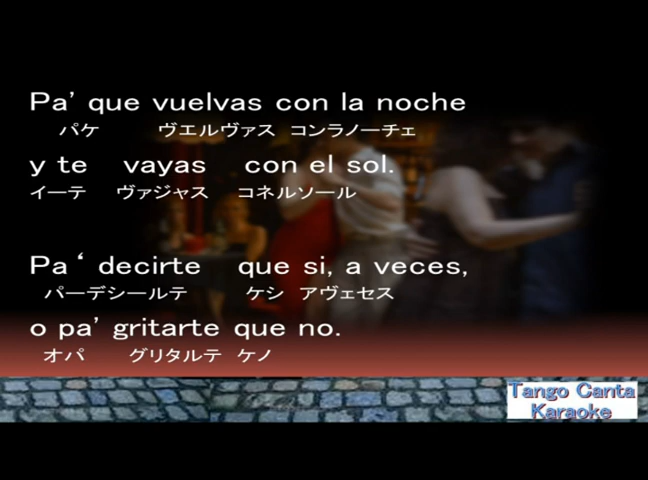 Pa' que vuelvas con la noche
パケ ヴエルヴァス コンラノーチェ
y te vayas con el sol.
イーテ ヴァジャス コネルソール
Pa ‘ decirte que si, a veces,
パーデシールテ ケシ アヴェセス
o pa' gritarte que no.
オパ グリタルテ ケノ
Tango Canta
Karaoke